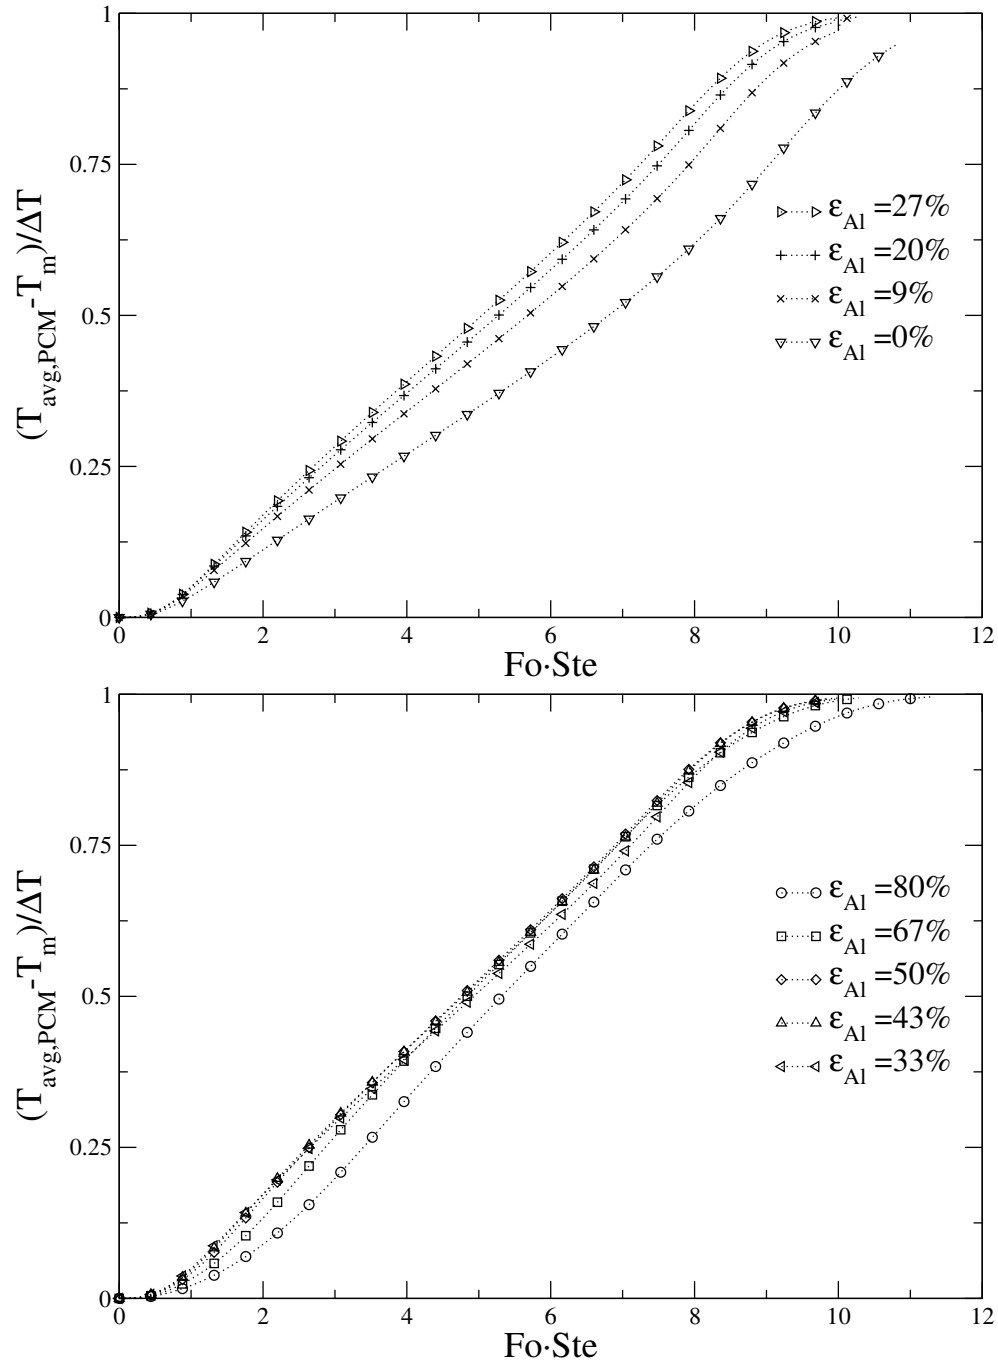 1
0.75
0.5
0.25
0
(T_avg,PCM-T_m)/ΔT
ε_Al =27%
ε_Al =20%
ε_Al =9%
ε_Al =0%
0 2 4 6 8 10 12
Fo·Ste
1
0.75
0.5
0.25
0
(T_avg,PCM-T_m)/ΔT
ε_Al =80%
ε_Al =67%
ε_Al =50%
ε_Al =43%
ε_Al =33%
0 2 4 6 8 10 12
Fo·Ste